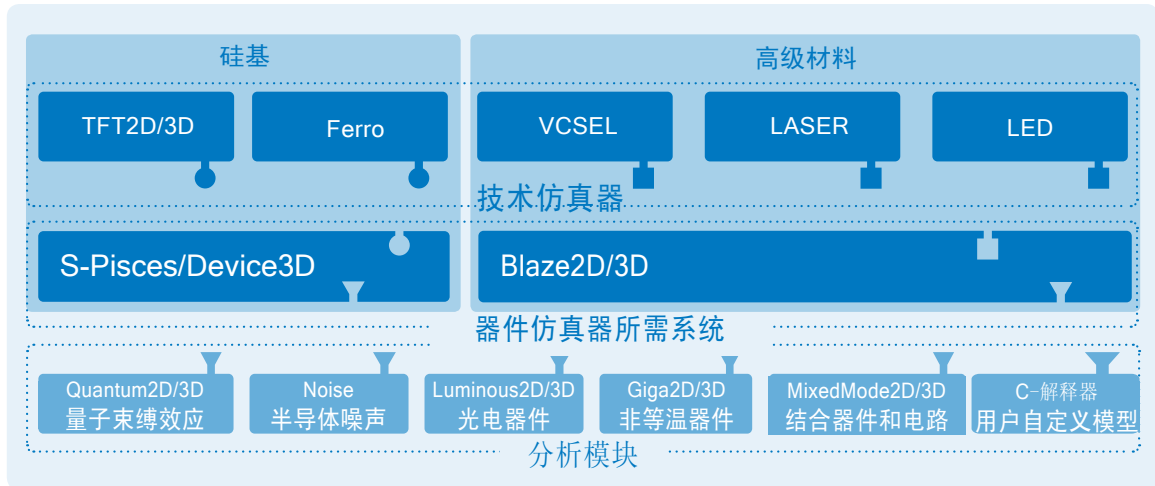 硅基
高级材料
TFT2D/3D
Ferro
VCSEL
LASER
LED
技术仿真器
S-Pisces/Device3D
Blaze2D/3D
器件仿真器所需系统
Quantum2D/3D
量子束缚效应
Noise
半导体噪声
Luminous2D/3D
光电器件
Giga2D/3D
非等温器件
MixedMode2D/3D
结合器件和电路
C-解释器
用户自定义模型
分析模块